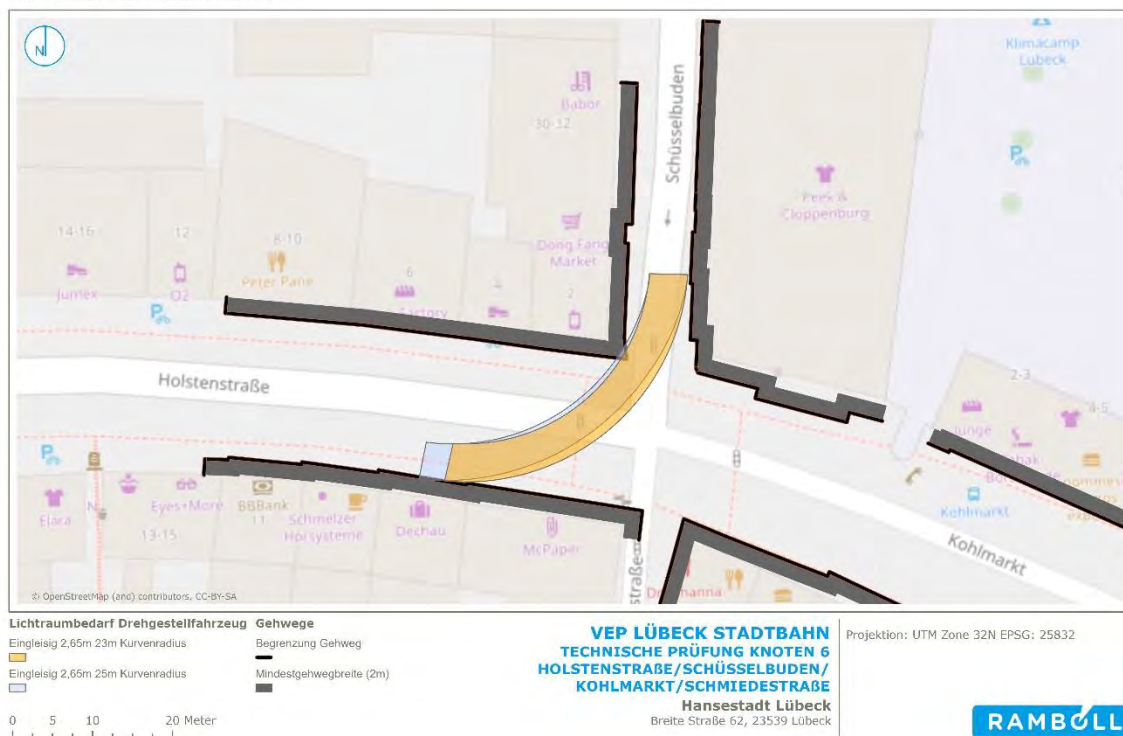 N
Klimacamp
Lübeck
Babor
30-32
Schüsselbuden
P
Peek &
Cloppenburg
14-16
12
8-10
Dong Fang
Market
6
4
2
Jumex
O2
Peter Pane
P
Holstenstraße
2-3
4-5
Junge
P
Elara
Eyes+More
BBBank
11
Schmelzer
Hörsysteme
Dechau
McPaper
13-15
Kohlmarkt
Kohlmarkt
© OpenStreetMap (and) contributors, CC-BY-SA
Lichtraumbedarf Drehgestellfahrzeug Gehwege
Eingleisig 2,65m 23m Kurvenradius
Begrenzung Gehweg
Eingleisig 2,65m 25m Kurvenradius
Mindestgehwegbreite (2m)
0 5 10 20 Meter
VEP LÜBECK STADTBAHN
TECHNISCHE PRÜFUNG KNOTEN 6
HOLSTENSTRAßE/SCHÜSSELBUDEN/
KOHLMARKT/SCHMIEDESTRAßE
Hansestadt Lübeck
Breite Straße 62, 23539 Lübeck
Projektion: UTM Zone 32N EPSG: 25832
RAMBOLL